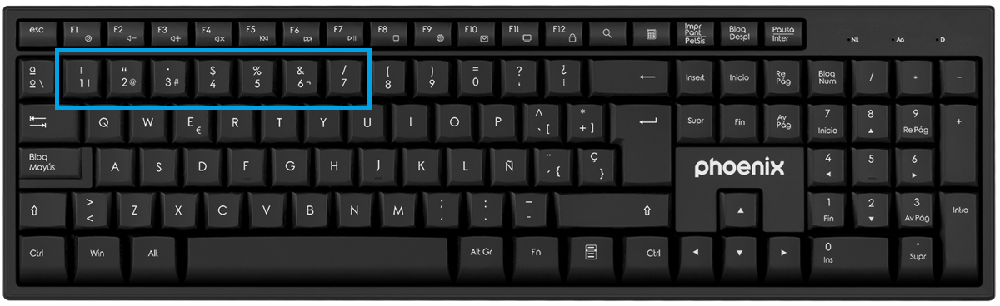 esc F1 F2 F3 F4 F5 F6 F7 F8 F9 F10 F11 F12 Impr Pant PetSis Bloq Despl Pausa Inter NL Aa D
º ª \ ! 1 | “ 2 @ · 3 # $ 4 % 5 & 6 ¬ / 7 ( 8 ) 9 = 0 ? ' ¿ ¡ Insert Inicio Re Pág Bloq Num / * -
Q W E € R T Y U I O P ^ ` [ * + ] Supr Fin Av Pág 7 Inicio 8 9 Re Pág +
Bloq Mayús A S D F G H J K L Ñ ¨ ´ { Ç } phoenix 4 5 6
> < Z X C V B N M ; , : . _ - 1 Fin 2 3 Av Pág Intro
Ctrl Win Alt Alt Gr Fn Ctrl 0 Ins . Supr